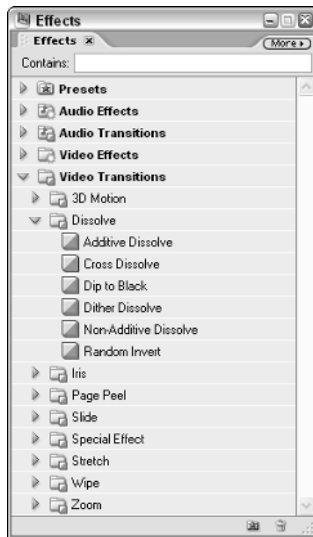 Effects
Effects
More
Contains:
Presets
Audio Effects
Audio Transitions
Video Effects
Video Transitions
3D Motion
Dissolve
Additive Dissolve
Cross Dissolve
Dip to Black
Dither Dissolve
Non-Additive Dissolve
Random Invert
Iris
Page Peel
Slide
Special Effect
Stretch
Wipe
Zoom